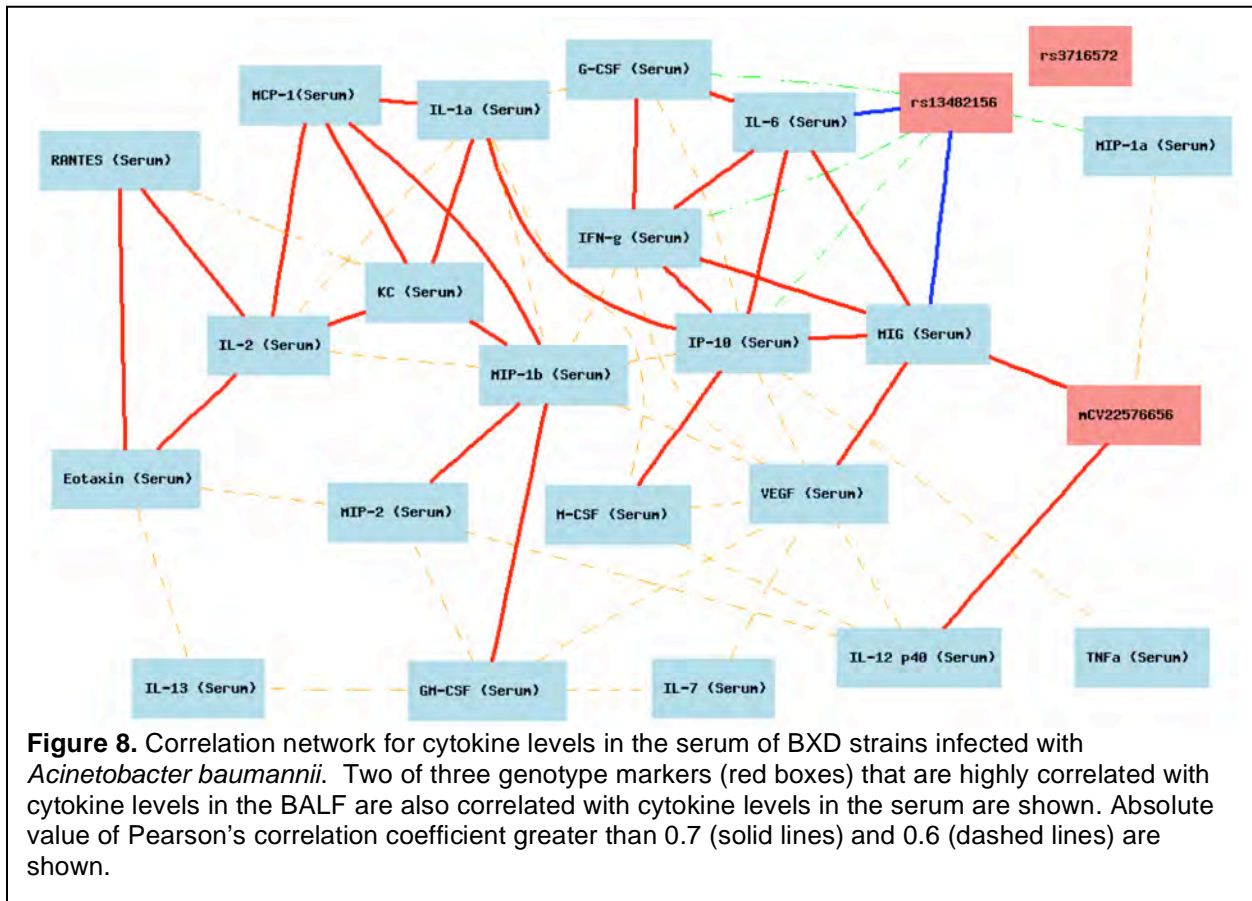 rs3716572
G-CSF (Serum)
rs13482156
MCP-1(Serum)
IL-1a (Serum)
IL-6 (Serum)
MIP-1a (Serum)
RANTES (Serum)
IFN-g (Serum)
KC (Serum)
IL-2 (Serum)
IP-10 (Serum)
MIG (Serum)
MIP-1b (Serum)
mCV22576656
Eotaxin (Serum)
MIP-2 (Serum)
M-CSF (Serum)
VEGF (Serum)
IL-12 p40 (Serum)
TNFa (Serum)
IL-13 (Serum)
GM-CSF (Serum)
IL-7 (Serum)
Figure 8. Correlation network for cytokine levels in the serum of BXD strains infected with
Acinetobacter baumannii. Two of three genotype markers (red boxes) that are highly correlated with
cytokine levels in the BALF are also correlated with cytokine levels in the serum are shown. Absolute
value of Pearson's correlation coefficient greater than 0.7 (solid lines) and 0.6 (dashed lines) are
shown.